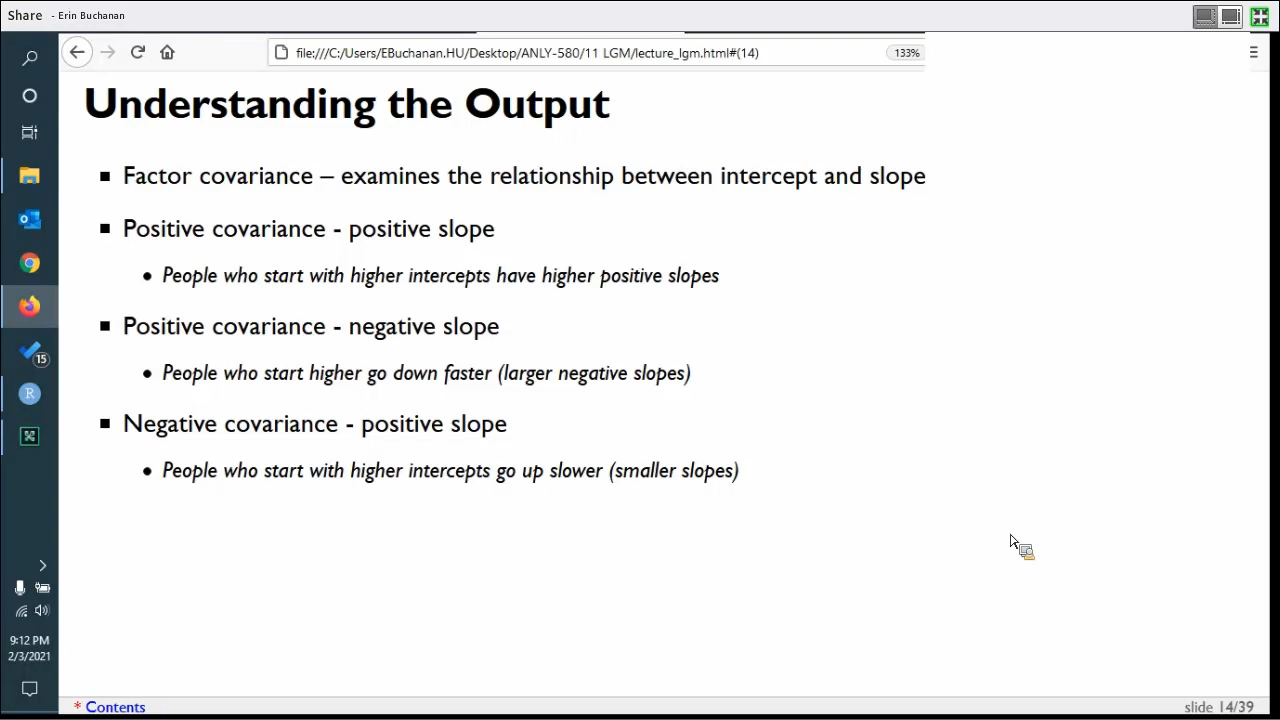 Share - Erin Buchanan
file:///C:/Users/EBuchanan.HU/Desktop/ANLY-580/11 LGM/lecture_lgm.html#(14)
133%
Understanding the Output
Factor covariance – examines the relationship between intercept and slope
Positive covariance - positive slope
People who start with higher intercepts have higher positive slopes
Positive covariance - negative slope
People who start higher go down faster (larger negative slopes)
Negative covariance - positive slope
People who start with higher intercepts go up slower (smaller slopes)
15
R
9:12 PM
2/3/2021
* Contents
slide 14/39